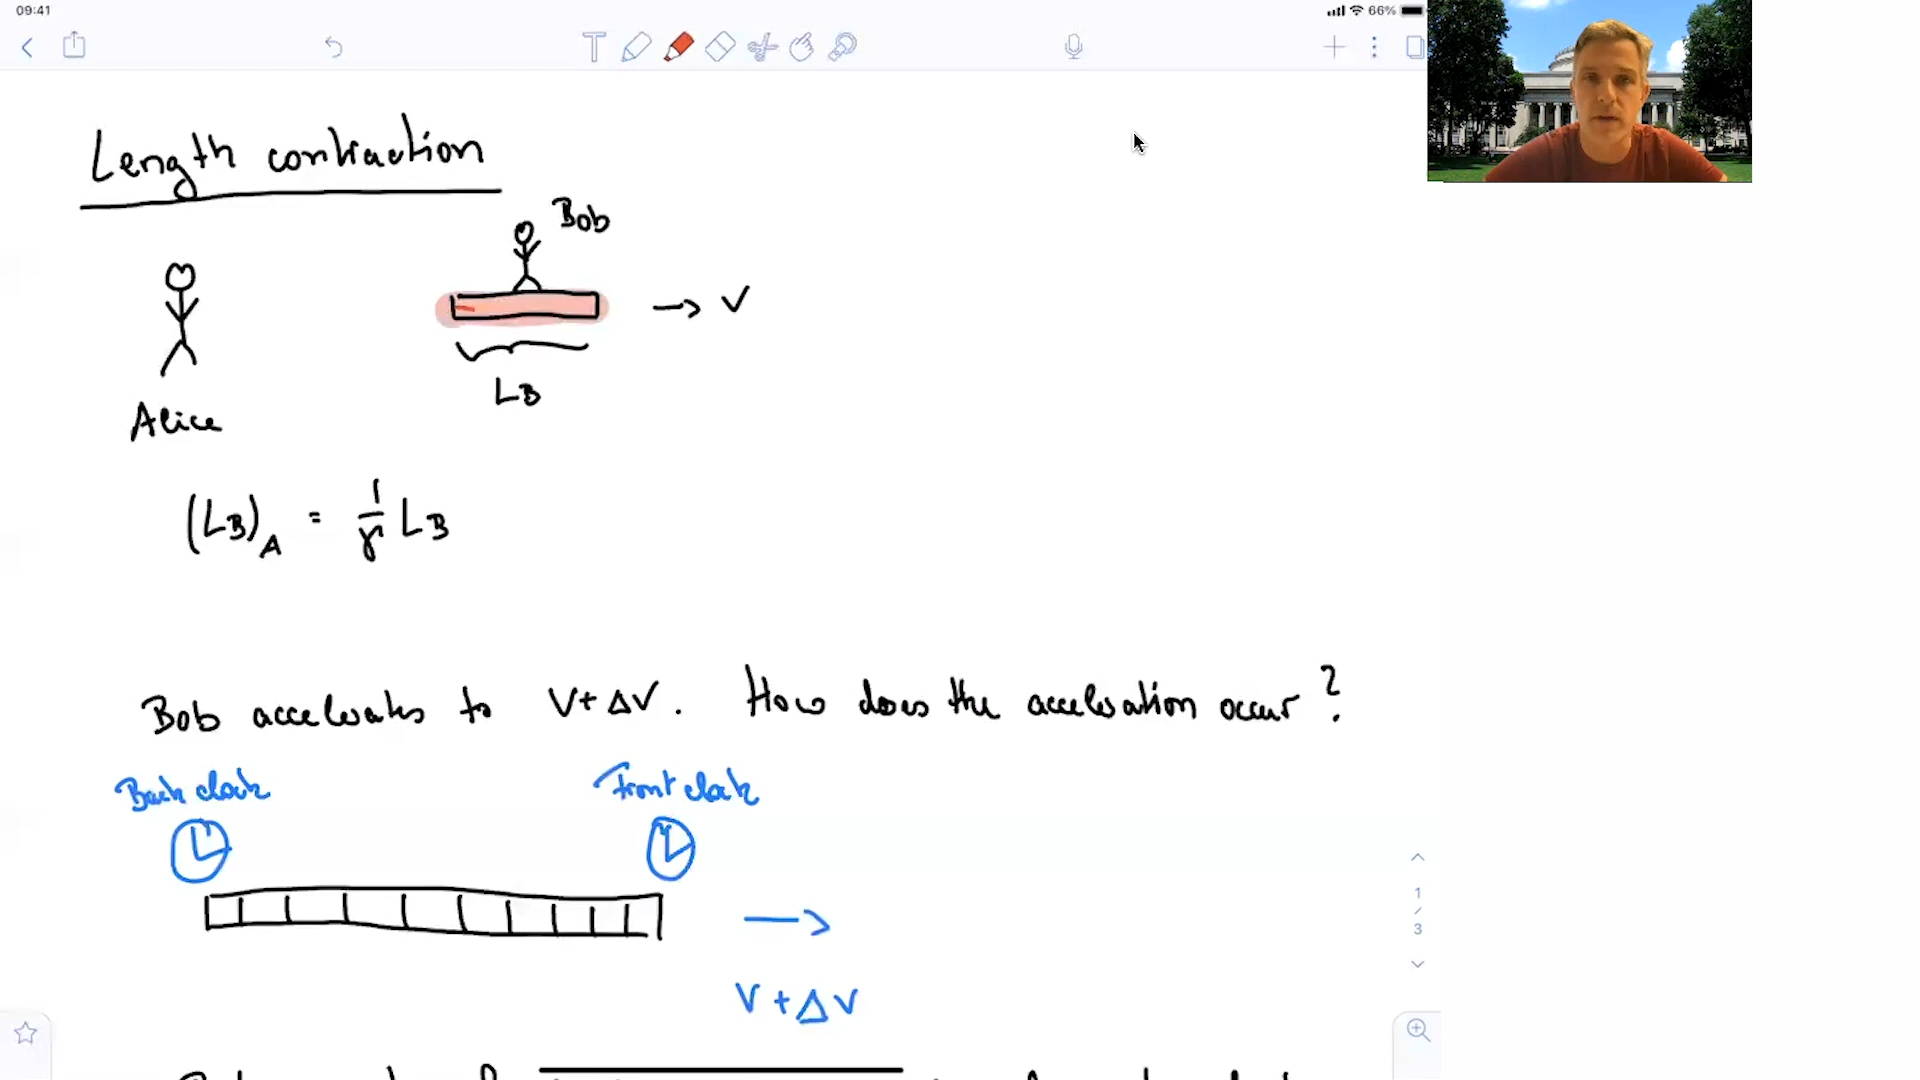 09:41
66%
T
Length contraction
Bob
→ V
LB
Alice
(LB)A = 1/γ LB
Bob accelerates to V+ΔV. How does the acceleration occur?
Back clock Front clock
→
V+ΔV
1
/
3